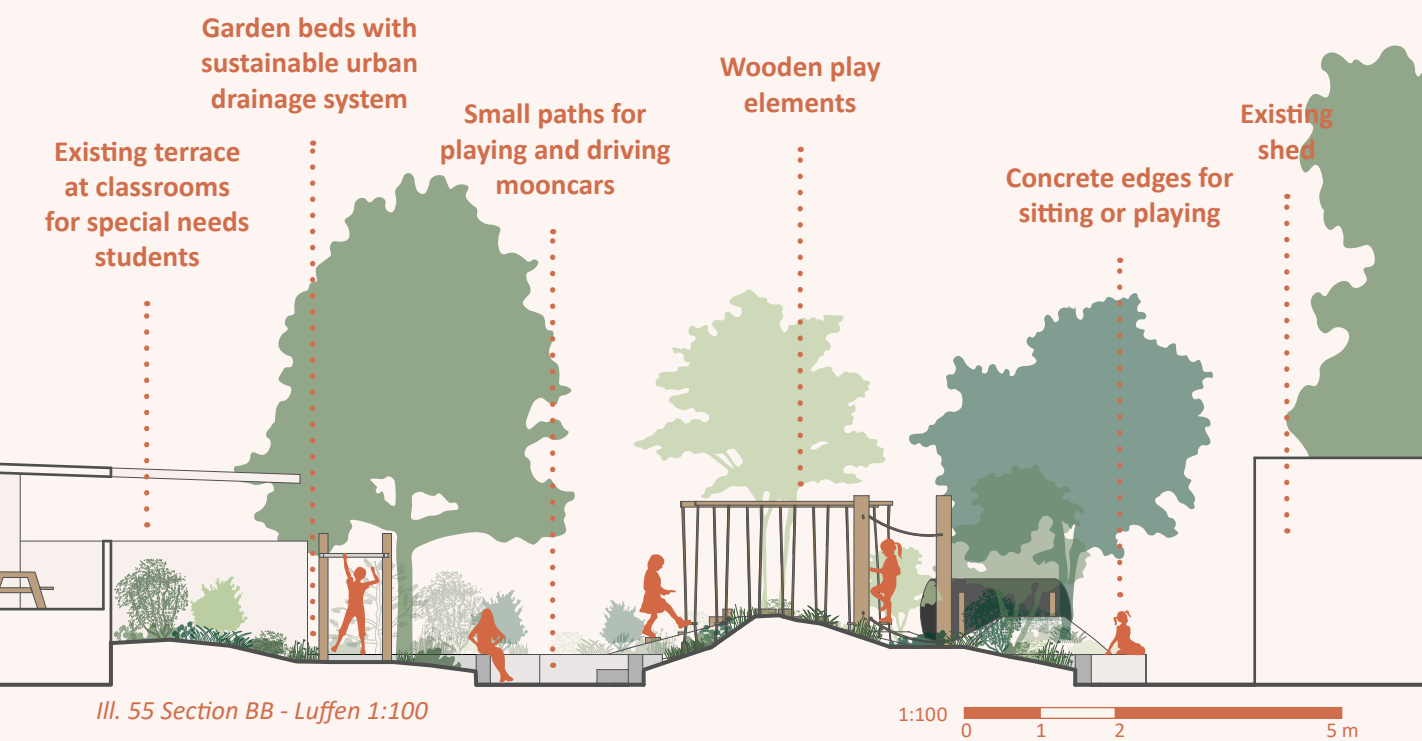 Garden beds with
sustainable urban
drainage system
Existing terrace
at classrooms
for special needs
students
Small paths for
playing and driving
mooncars
Wooden play
elements
Concrete edges for
sitting or playing
Existing
shed
Ill. 55 Section BB - Luffen 1:100
1:100
0 1 2 5 m